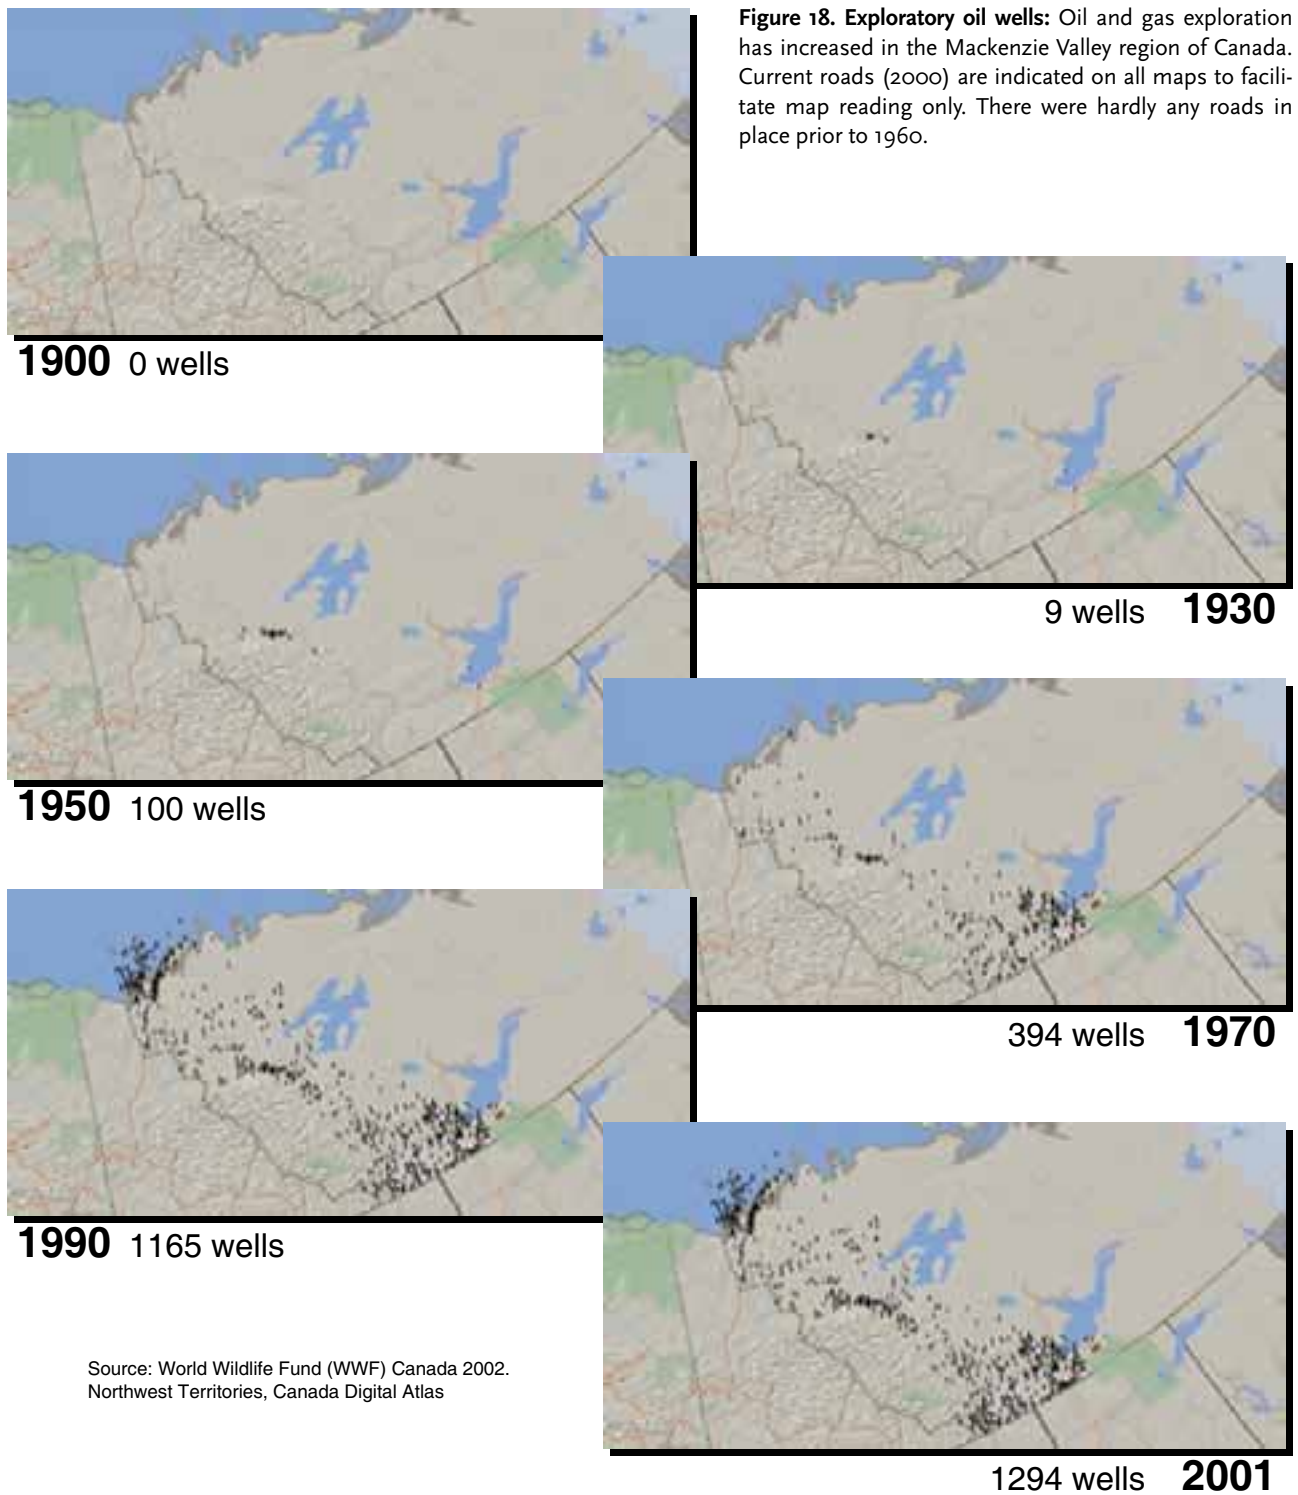 Figure 18. Exploratory oil wells: Oil and gas exploration
has increased in the Mackenzie Valley region of Canada.
Current roads (2000) are indicated on all maps to facili-
tate map reading only. There were hardly any roads in
place prior to 1960.
1900 0 wells
9 wells 1930
1950 100 wells
394 wells 1970
1990 1165 wells
1294 wells 2001
Source: World Wildlife Fund (WWF) Canada 2002.
Northwest Territories, Canada Digital Atlas